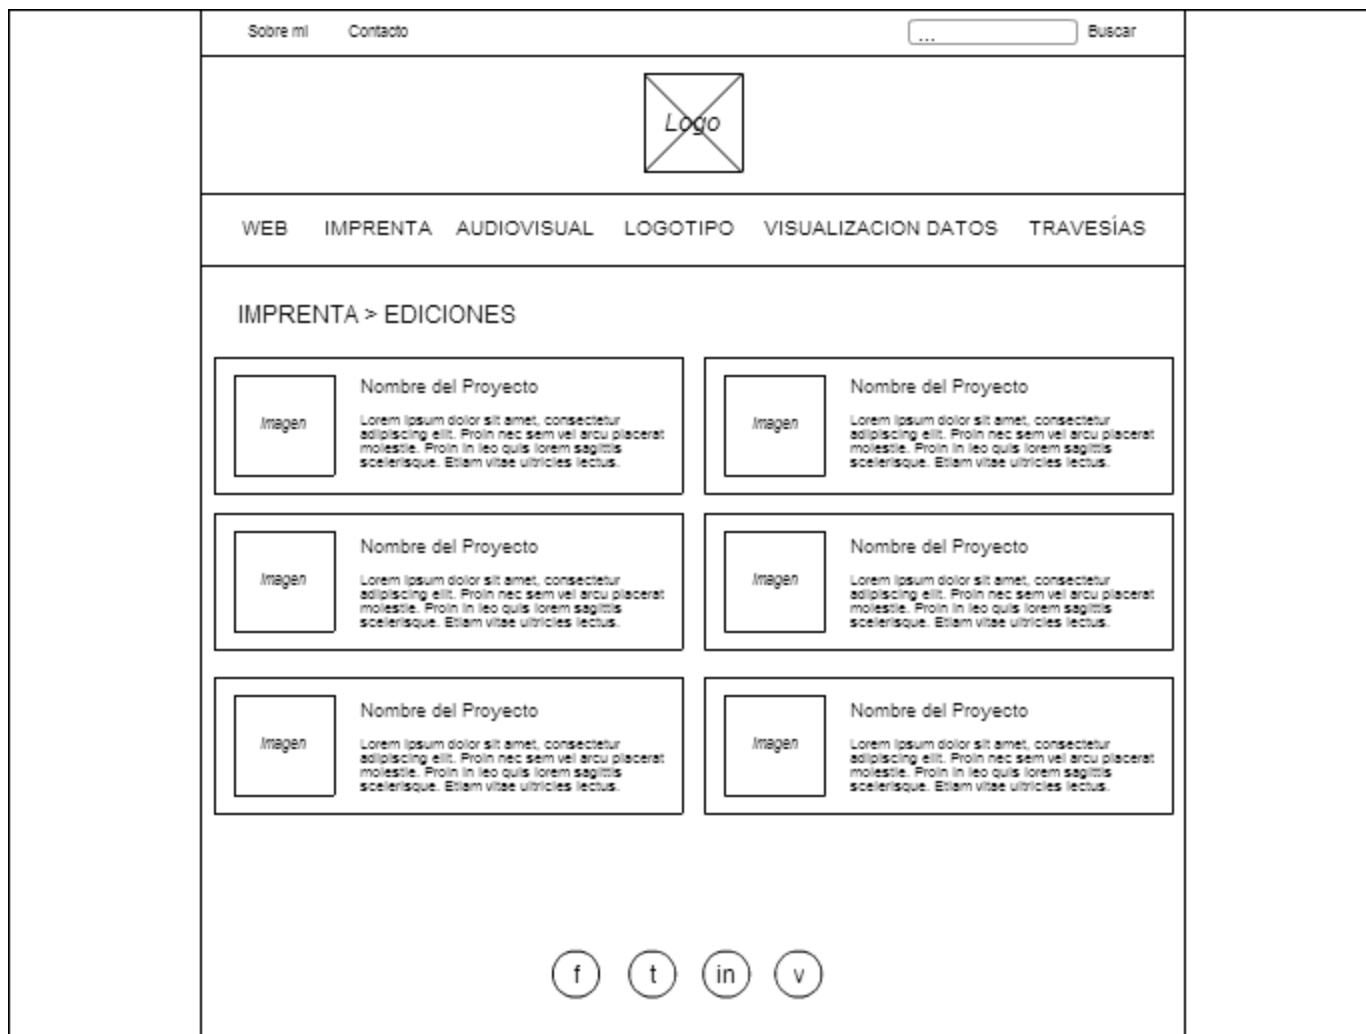 Sobre mi Contacto ... Buscar
Logo
WEB IMPRENTA AUDIOVISUAL LOGOTIPO VISUALIZACION DATOS TRAVESÍAS
IMPRENTA > EDICIONES
Nombre del Proyecto
Imagen
Lorem ipsum dolor sit amet, consectetur
adipiscing elit. Proin nec sem vel arcu placerat
molestie. Proin in leo quis lorem sagittis
scelerisque. Etiam vitae ultricies lectus.
Nombre del Proyecto
Imagen
Lorem ipsum dolor sit amet, consectetur
adipiscing elit. Proin nec sem vel arcu placerat
molestie. Proin in leo quis lorem sagittis
scelerisque. Etiam vitae ultricies lectus.
Nombre del Proyecto
Imagen
Lorem ipsum dolor sit amet, consectetur
adipiscing elit. Proin nec sem vel arcu placerat
molestie. Proin in leo quis lorem sagittis
scelerisque. Etiam vitae ultricies lectus.
Nombre del Proyecto
Imagen
Lorem ipsum dolor sit amet, consectetur
adipiscing elit. Proin nec sem vel arcu placerat
molestie. Proin in leo quis lorem sagittis
scelerisque. Etiam vitae ultricies lectus.
Nombre del Proyecto
Imagen
Lorem ipsum dolor sit amet, consectetur
adipiscing elit. Proin nec sem vel arcu placerat
molestie. Proin in leo quis lorem sagittis
scelerisque. Etiam vitae ultricies lectus.
Nombre del Proyecto
Imagen
Lorem ipsum dolor sit amet, consectetur
adipiscing elit. Proin nec sem vel arcu placerat
molestie. Proin in leo quis lorem sagittis
scelerisque. Etiam vitae ultricies lectus.
f t in v